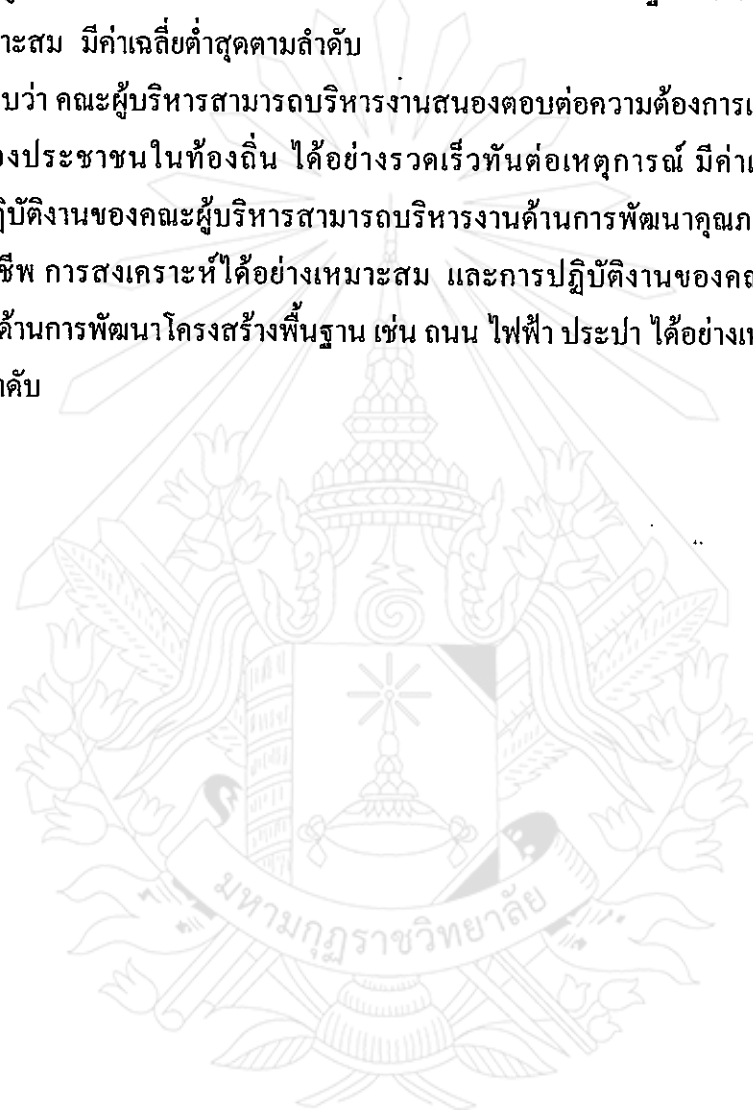 าะสม มีค่าเฉลี่ยต่ำสุดตามลำดับ
บว่า คณะผู้บริหารสามารถบริหารงานสนองตอบต่อความต้องการเ
องประชาชนในท้องถิ่น ได้อย่างรวดเร็วทันต่อเหตุการณ์ มีค่าเ
ฏิบัติงานของคณะผู้บริหารสามารถบริหารงานด้านการพัฒนาคุณภ
ชีพ การสงเคราะห์ได้อย่างเหมาะสม และการปฏิบัติงานของคณ
ด้านการพัฒนาโครงสร้างพื้นฐาน เช่น ถนน ไฟฟ้า ประปา ได้อย่างเห
าดับ
มหามกุฏราชวิทยาลัย